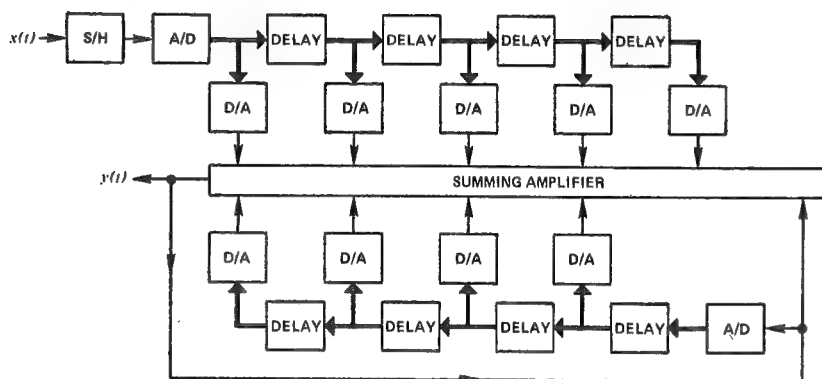 x(t) S/H A/D DELAY DELAY DELAY DELAY
D/A D/A D/A D/A D/A
y(t) SUMMING AMPLIFIER
D/A D/A D/A D/A
DELAY DELAY DELAY DELAY A/D